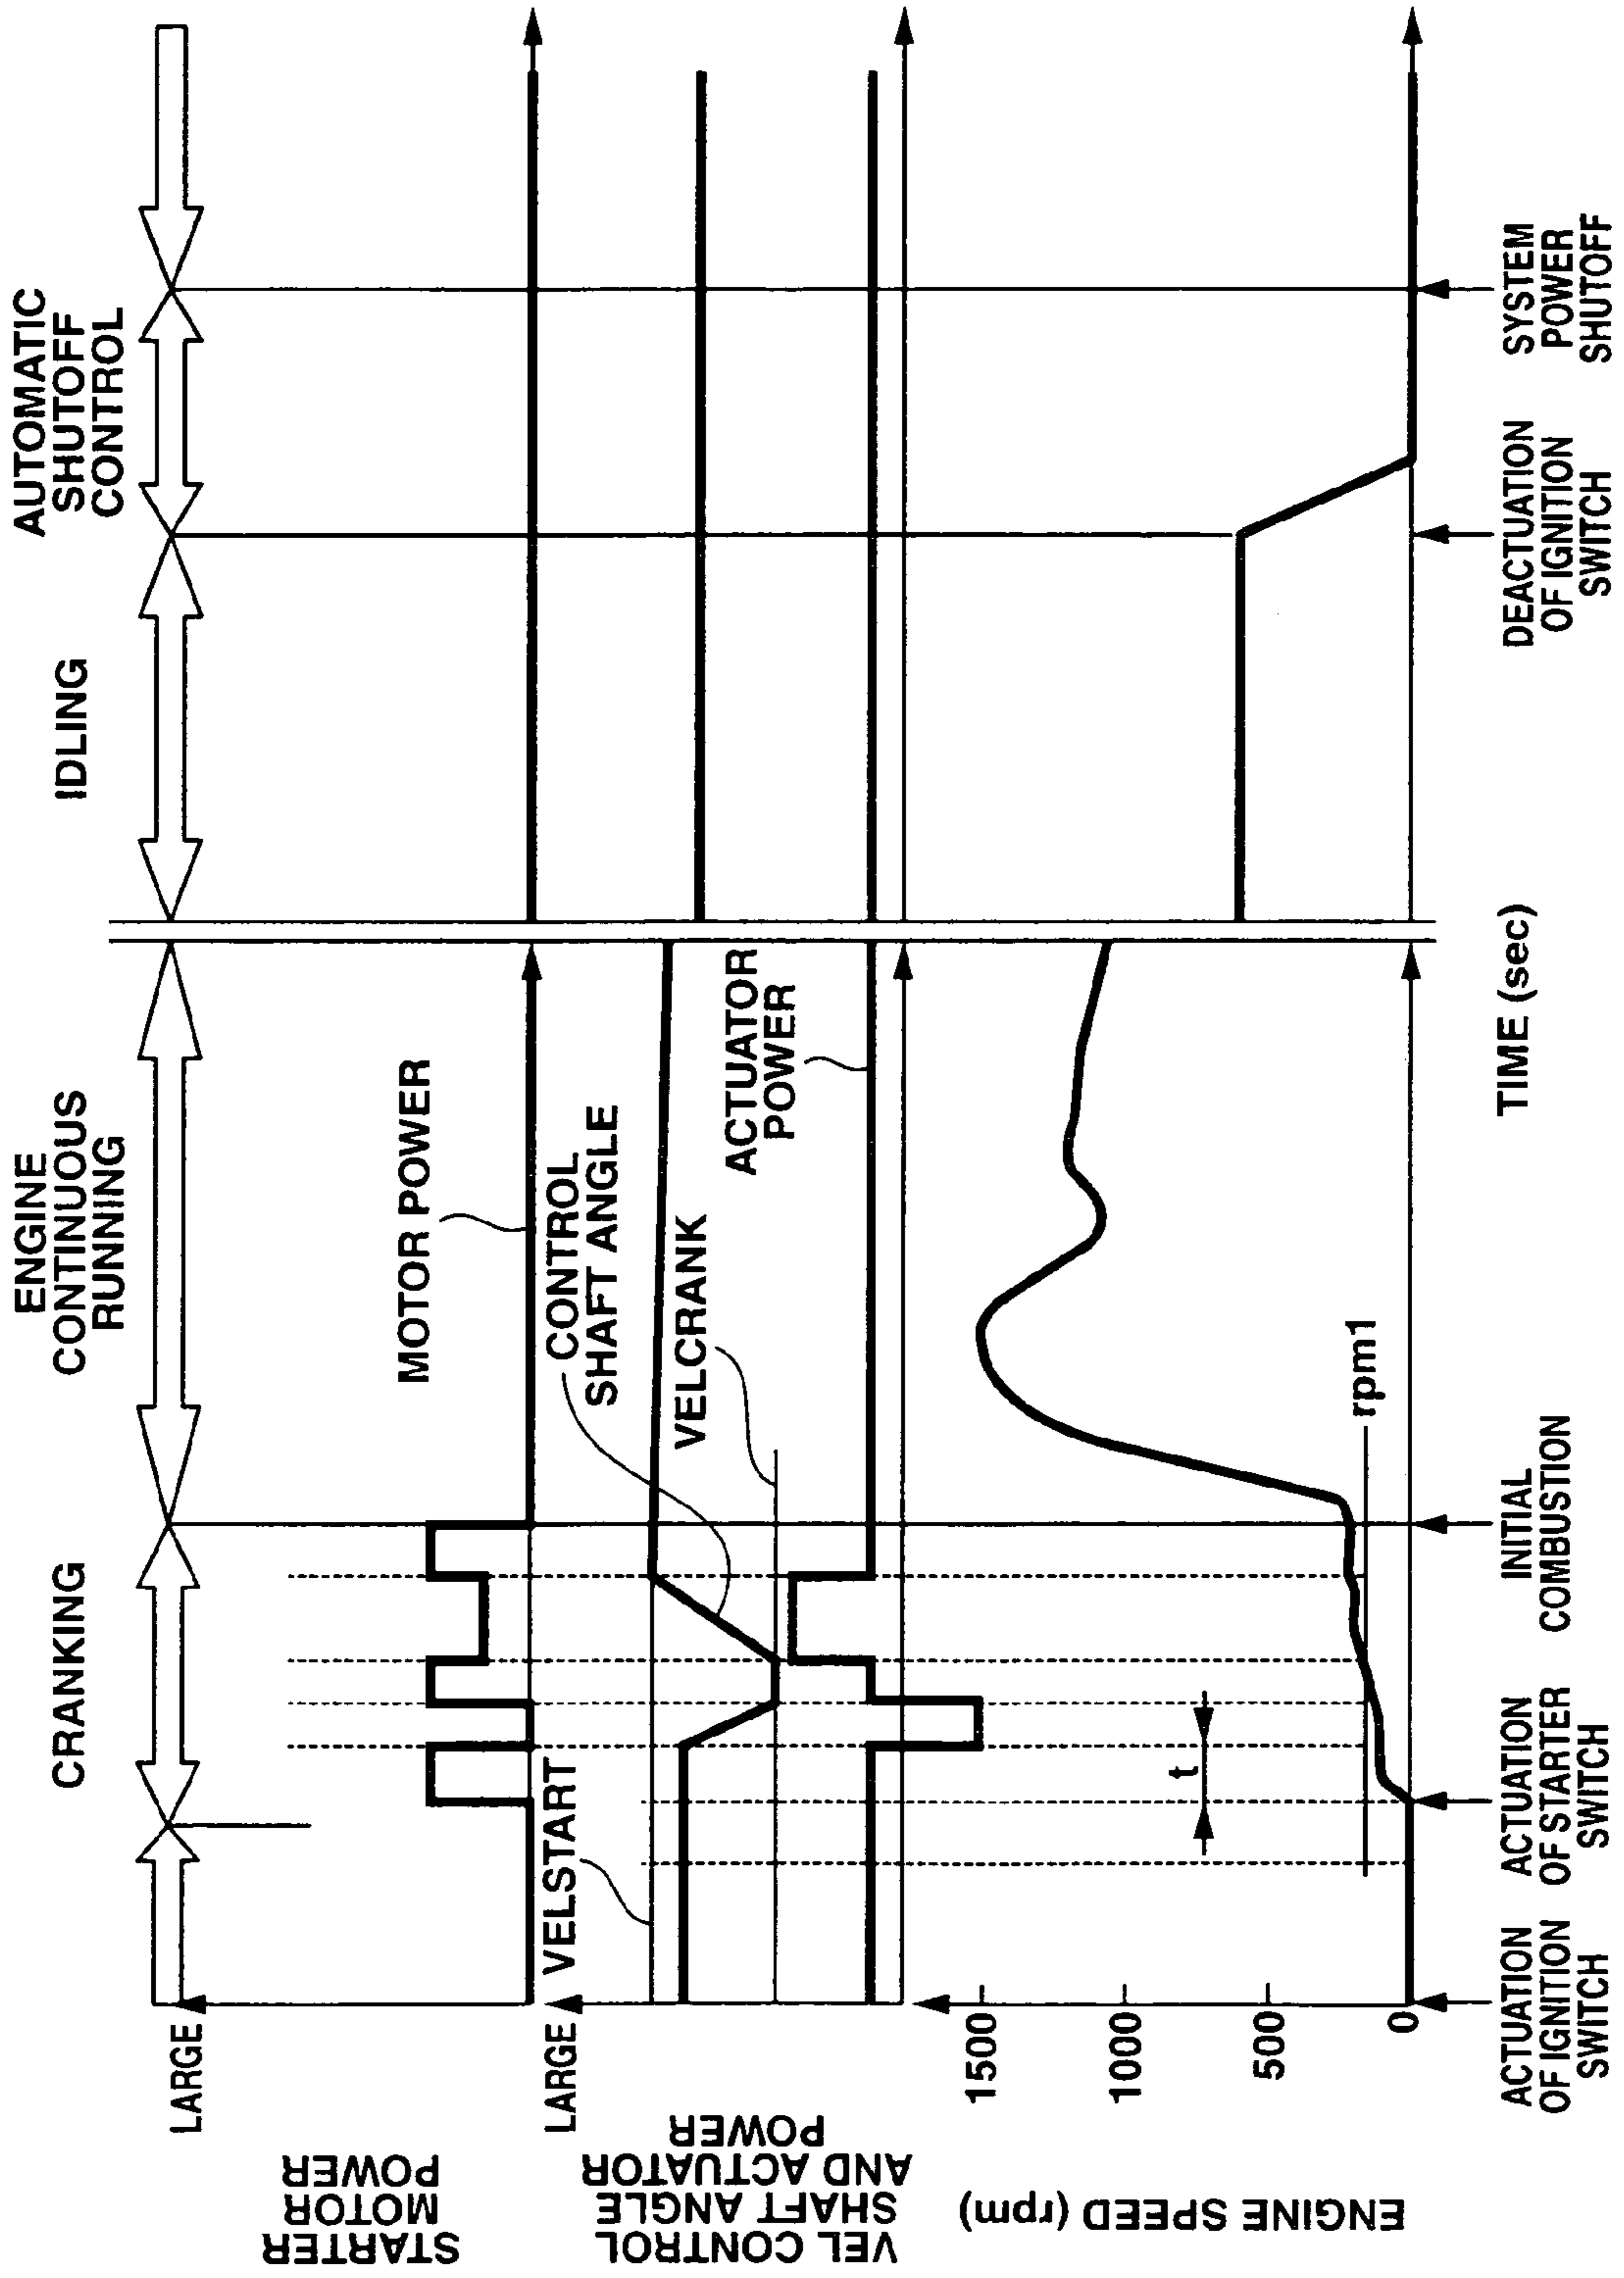 CRANKING
ENGINE
CONTINUOUS
RUNNING
IDLING
AUTOMATIC
SHUTOFF
CONTROL
STARTER
MOTOR
POWER
LARGE
MOTOR POWER
VEL CONTROL
SHAFT ANGLE
AND ACTUATOR
POWER
LARGE
VELSTART
CONTROL
SHAFT ANGLE
VELCRANK
ACTUATOR
POWER
ENGINE SPEED (rpm)
1500
1000
500
0
t
rpm1
ACTUATION
OF IGNITION
SWITCH
ACTUATION
OF STARTER
SWITCH
INITIAL
COMBUSTION
TIME (sec)
DEACTUATION
OF IGNITION
SWITCH
SYSTEM
POWER
SHUTOFF